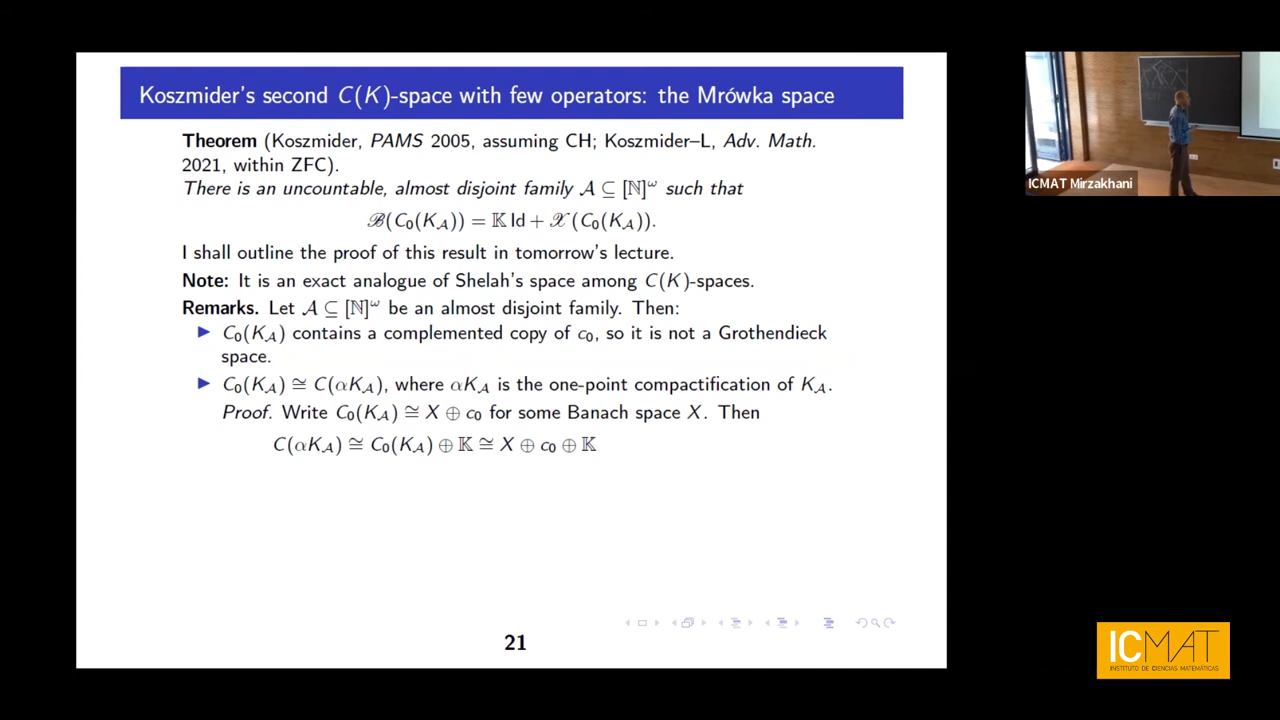 Koszmider's second C(K)-space with few operators: the Mrówka space
Theorem (Koszmider, PAMS 2005, assuming CH; Koszmider–L, Adv. Math.
2021, within ZFC).
There is an uncountable, almost disjoint family 𝒜 ⊆ [ℕ]^ω such that
ℬ(C₀(K_𝒜)) = 𝕂 Id + 𝒳(C₀(K_𝒜)).
I shall outline the proof of this result in tomorrow's lecture.
Note: It is an exact analogue of Shelah's space among C(K)-spaces.
Remarks. Let 𝒜 ⊆ [ℕ]^ω be an almost disjoint family. Then:
▶ C₀(K_𝒜) contains a complemented copy of c₀, so it is not a Grothendieck
space.
▶ C₀(K_𝒜) ≅ C(αK_𝒜), where αK_𝒜 is the one-point compactification of K_𝒜.
Proof. Write C₀(K_𝒜) ≅ X ⊕ c₀ for some Banach space X. Then
C(αK_𝒜) ≅ C₀(K_𝒜) ⊕ 𝕂 ≅ X ⊕ c₀ ⊕ 𝕂
21
ICMAT Mirzakhani
ICMAT
INSTITUTO DE CIENCIAS MATEMÁTICAS